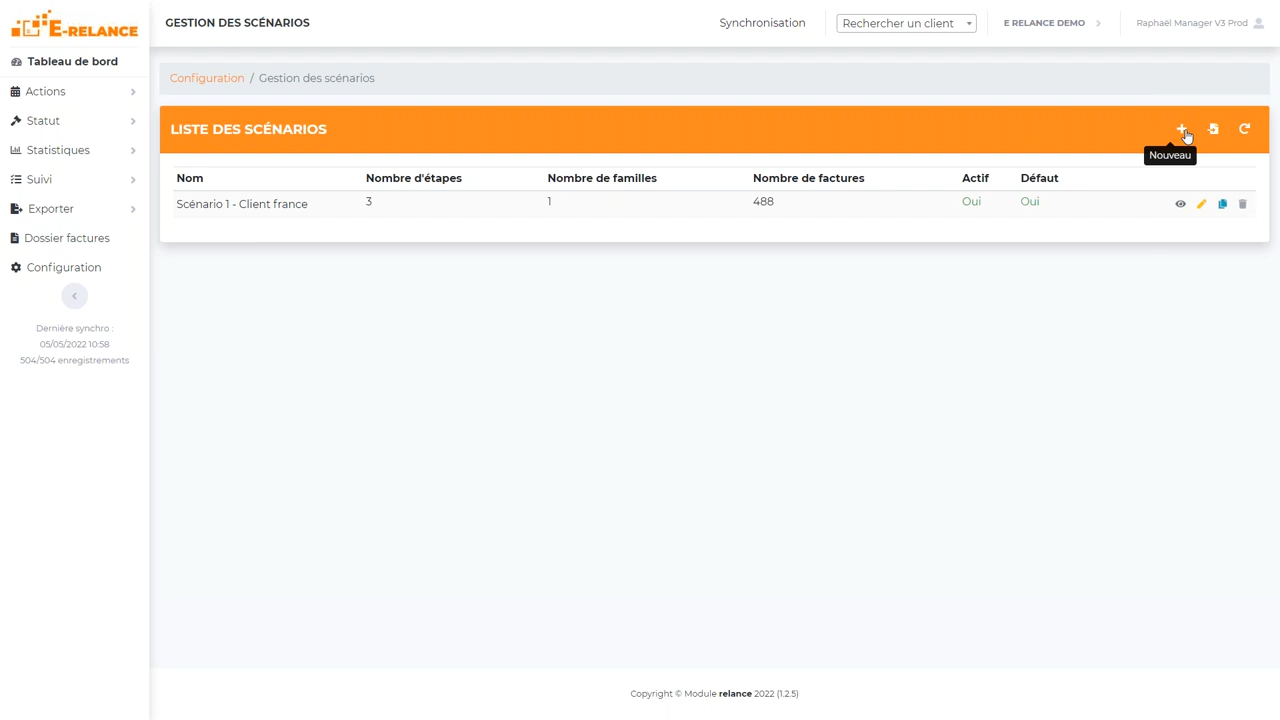 E-RELANCE
GESTION DES SCÉNARIOS
Synchronisation
Rechercher un client
E RELANCE DEMO
Raphaël Manager V3 Prod
Tableau de bord
Actions
Statut
Statistiques
Suivi
Exporter
Dossier factures
Configuration
Dernière synchro :
05/05/2022 10:58
504/504 enregistrements
Configuration / Gestion des scénarios
LISTE DES SCÉNARIOS
Nouveau
Nom Nombre d'étapes Nombre de familles Nombre de factures Actif Défaut
Scénario 1 - Client france 3 1 488 Oui Oui
Copyright © Module relance 2022 (1.2.5)